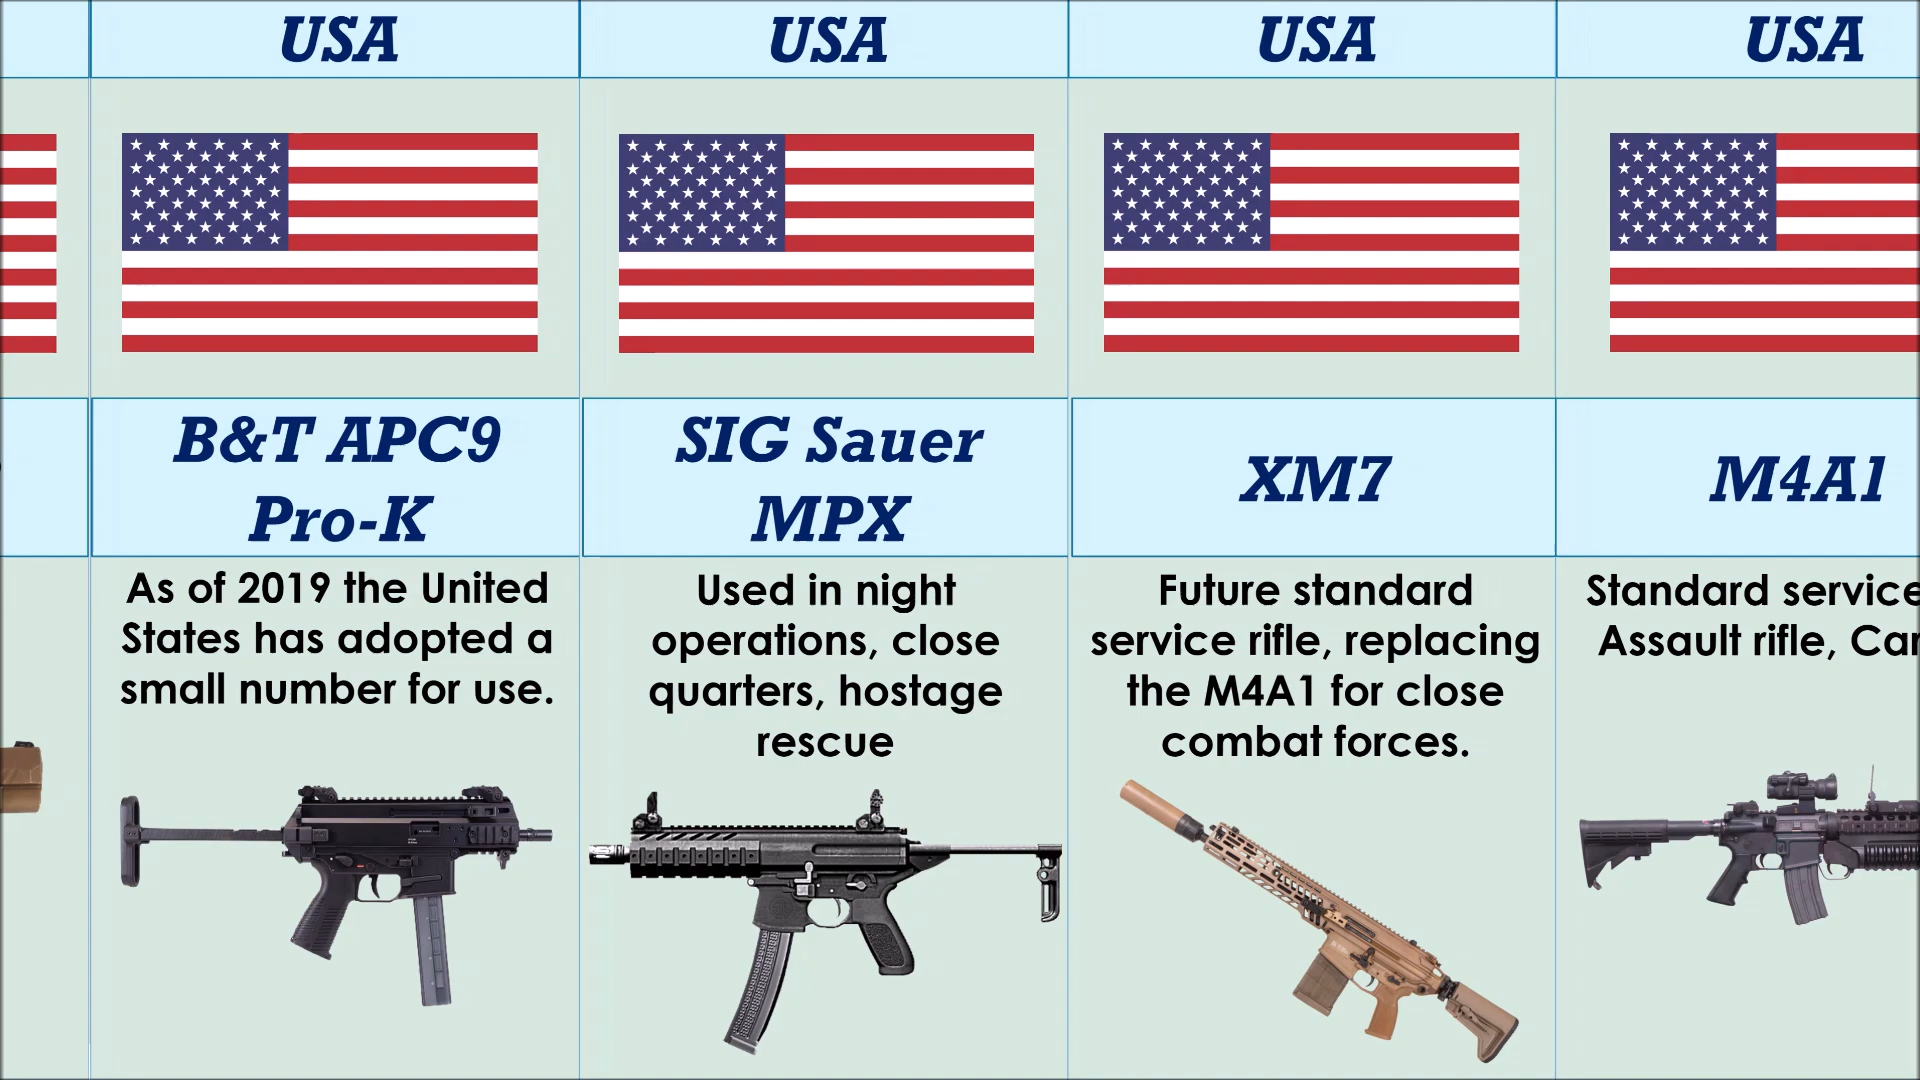 USA
USA
USA
USA
B&T APC9
Pro-K
SIG Sauer
MPX
XM7
M4A1
As of 2019 the United
States has adopted a
small number for use.
Used in night
operations, close
quarters, hostage
rescue
Future standard
service rifle, replacing
the M4A1 for close
combat forces.
Standard service
Assault rifle,